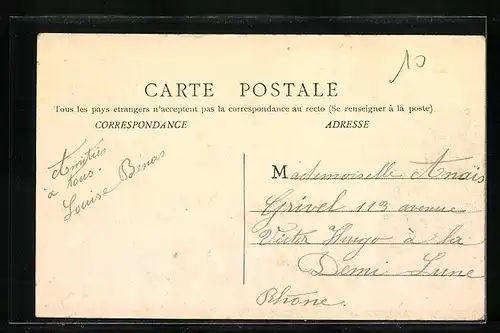 10
CARTE POSTALE
Tous les pays etrangers n'acceptent pas la correspondance au recto (Se renseigner à la poste)
CORRESPONDANCE
ADRESSE
Amitiés
à tous.
Louise Bénas
Mademoiselle Anaïs
Grivel 113 avenue
Victor Hugo à la
Demi Lune
Rhône.